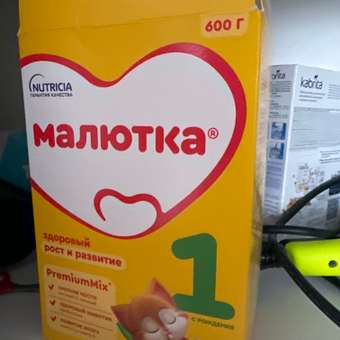 600 Г
NUTRICIA
ГАРАНТИЯ КАЧЕСТВА
kabrita
МАЛЮТКА®
здоровый
рост и развитие
PremiumMix
1
С РОЖДЕНИЯ